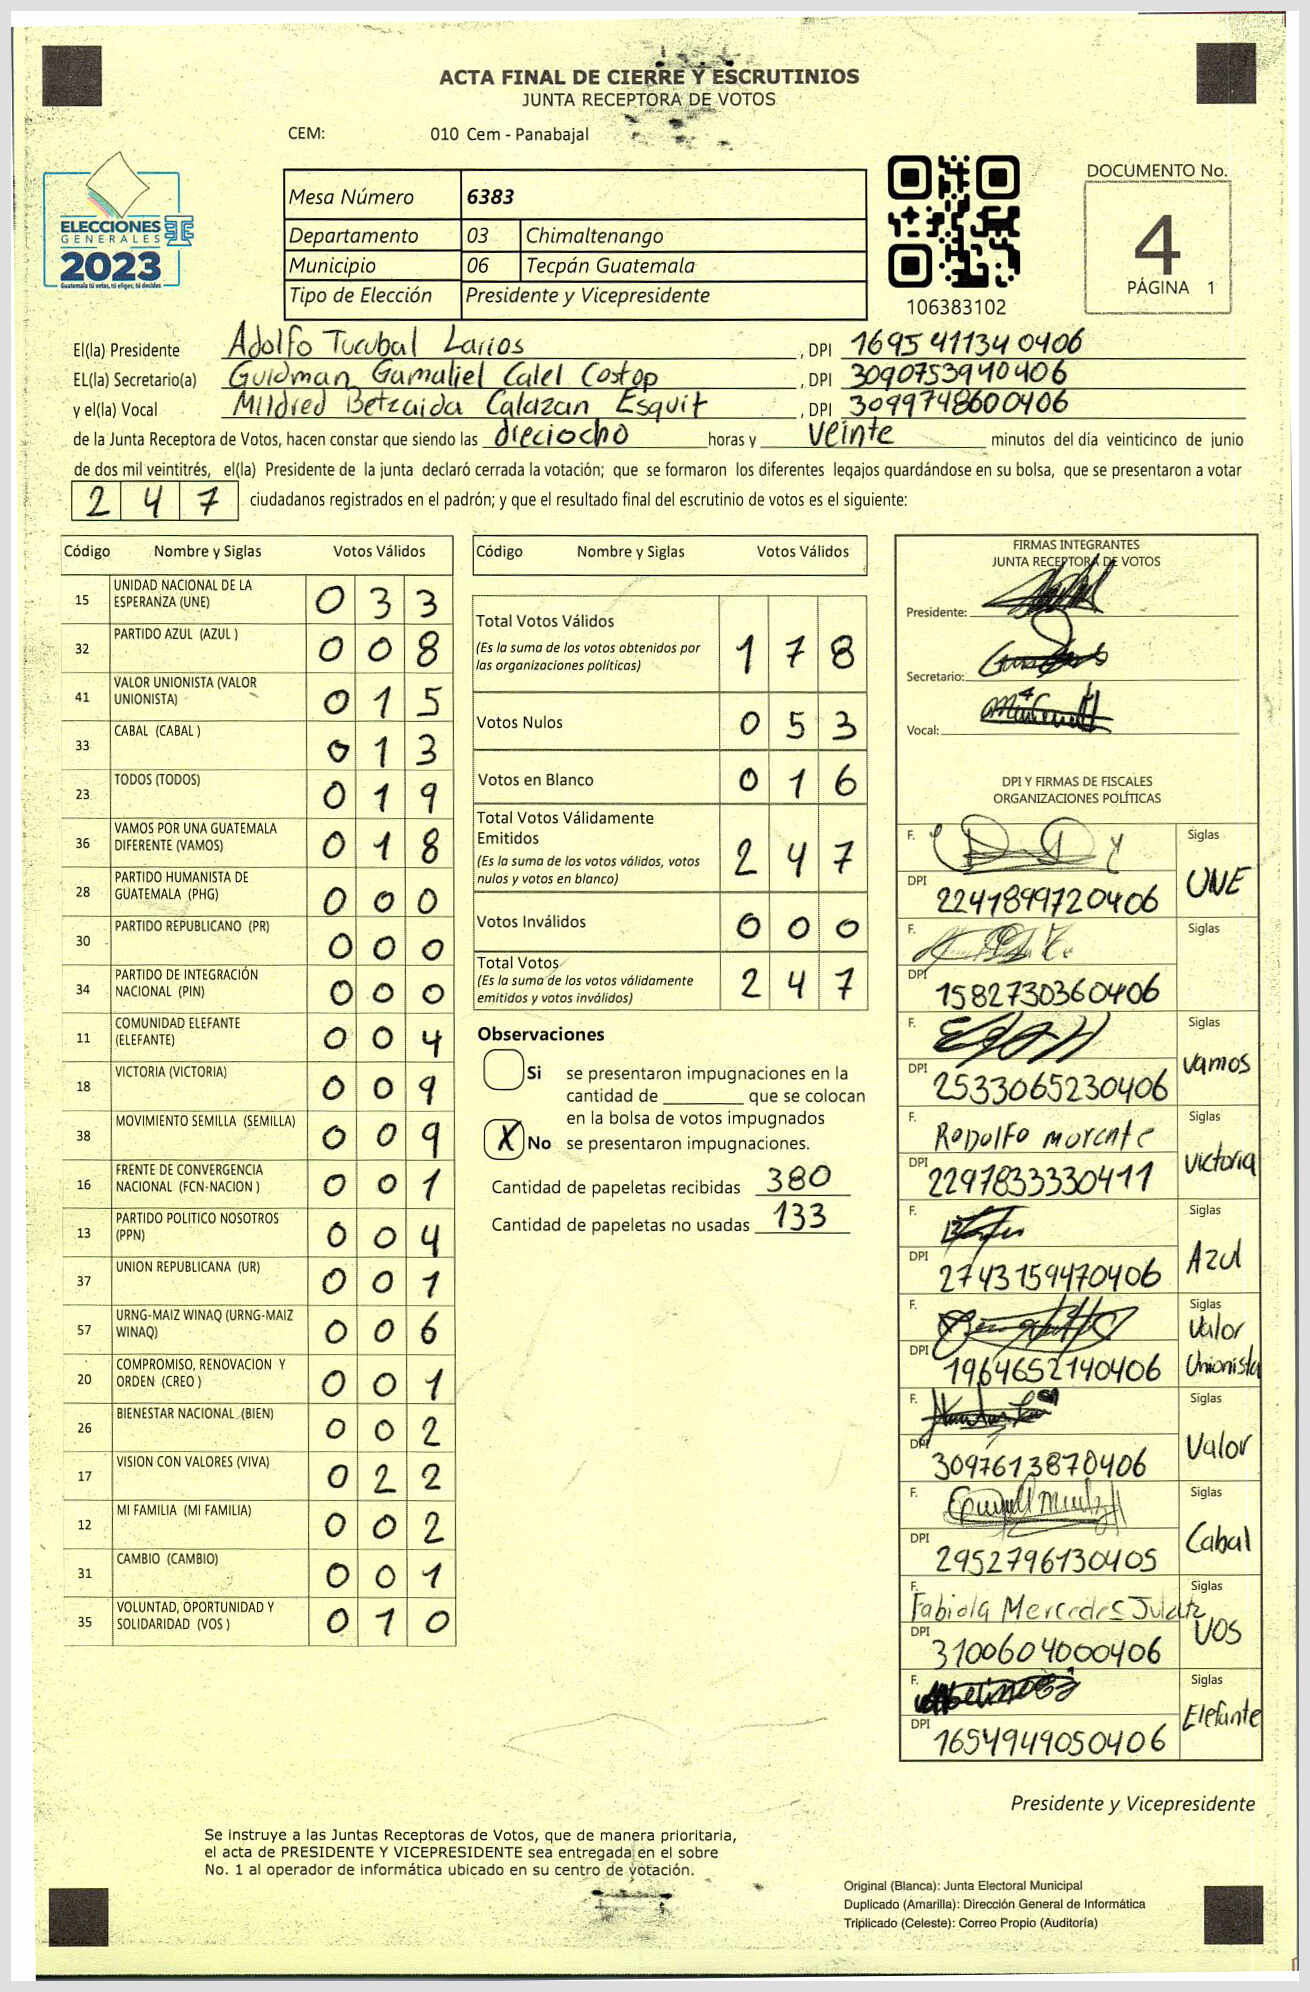 ACTA FINAL DE CIERRE Y ESCRUTINIOS
JUNTA RECEPTORA DE VOTOS
CEM: 010 Cem - Panabajal
DOCUMENTO No.
4
PÁGINA 1
ELECCIONES
GENERALES
2023
Guatemala tú votas, tú eliges, tú decides
Mesa Número 6383
Departamento 03 Chimaltenango
Municipio 06 Tecpán Guatemala
Tipo de Elección Presidente y Vicepresidente
106383102
El(la) Presidente Adolfo Tucubal Larios , DPI 1695 41134 0406
EL(la) Secretario(a) Guidman Gamaliel Calel Costop , DPI 3090753940406
y el(la) Vocal Mildred Betzaida Calazan Esquit , DPI 3099748600406
de la Junta Receptora de Votos, hacen constar que siendo las dieciocho horas y veinte minutos del día veinticinco de junio
de dos mil veintitrés, el(la) Presidente de la junta declaró cerrada la votación; que se formaron los diferentes legajos guardándose en su bolsa, que se presentaron a votar
2 4 7 ciudadanos registrados en el padrón; y que el resultado final del escrutinio de votos es el siguiente:
Código Nombre y Siglas Votos Válidos
15 UNIDAD NACIONAL DE LA ESPERANZA (UNE) 0 3 3
32 PARTIDO AZUL (AZUL ) 0 0 8
41 VALOR UNIONISTA (VALOR UNIONISTA) 0 1 5
33 CABAL (CABAL ) 0 1 3
23 TODOS (TODOS) 0 1 9
36 VAMOS POR UNA GUATEMALA DIFERENTE (VAMOS) 0 1 8
28 PARTIDO HUMANISTA DE GUATEMALA (PHG) 0 0 0
30 PARTIDO REPUBLICANO (PR) 0 0 0
34 PARTIDO DE INTEGRACIÓN NACIONAL (PIN) 0 0 0
11 COMUNIDAD ELEFANTE (ELEFANTE) 0 0 4
18 VICTORIA (VICTORIA) 0 0 9
38 MOVIMIENTO SEMILLA (SEMILLA) 0 0 9
16 FRENTE DE CONVERGENCIA NACIONAL (FCN-NACION ) 0 0 1
13 PARTIDO POLITICO NOSOTROS (PPN) 0 0 4
37 UNION REPUBLICANA (UR) 0 0 1
57 URNG-MAIZ WINAQ (URNG-MAIZ WINAQ) 0 0 6
20 COMPROMISO, RENOVACION Y ORDEN (CREO ) 0 0 1
26 BIENESTAR NACIONAL (BIEN) 0 0 2
17 VISION CON VALORES (VIVA) 0 2 2
12 MI FAMILIA (MI FAMILIA) 0 0 2
31 CAMBIO (CAMBIO) 0 0 1
35 VOLUNTAD, OPORTUNIDAD Y SOLIDARIDAD (VOS ) 0 1 0
Código Nombre y Siglas Votos Válidos
Total Votos Válidos
(Es la suma de los votos obtenidos por
las organizaciones políticas) 1 7 8
Votos Nulos 0 5 3
Votos en Blanco 0 1 6
Total Votos Válidamente
Emitidos
(Es la suma de los votos válidos, votos
nulos y votos en blanco) 2 4 7
Votos Inválidos 0 0 0
Total Votos
(Es la suma de los votos válidamente
emitidos y votos inválidos) 2 4 7
Observaciones
Si se presentaron impugnaciones en la
cantidad de ________ que se colocan
en la bolsa de votos impugnados
X No se presentaron impugnaciones.
Cantidad de papeletas recibidas 380
Cantidad de papeletas no usadas 133
FIRMAS INTEGRANTES
JUNTA RECEPTORA DE VOTOS
Presidente:
Secretario:
Vocal:
DPI Y FIRMAS DE FISCALES
ORGANIZACIONES POLÍTICAS
F. Siglas
DPI 2241899720406 UNE
F. Siglas
DPI 1582730360406
F. Siglas
DPI 2533065230406 Vamos
F. Rodolfo morente Siglas
DPI 2297833330411 Victoria
F. Siglas
DPI 2743159470406 Azul
F. Siglas
DPI 1964652140406 Valor Unionista
F. Siglas
DPI 3097613870406 Valor
F. Siglas
DPI 2952796130405 Cabal
F. Fabiola Mercedes Siglas
DPI 3100604000406 VOS
F. Siglas
DPI 1654949050406 Elefante
Presidente y Vicepresidente
Se instruye a las Juntas Receptoras de Votos, que de manera prioritaria,
el acta de PRESIDENTE Y VICEPRESIDENTE sea entregada en el sobre
No. 1 al operador de informática ubicado en su centro de votación.
Original (Blanca): Junta Electoral Municipal
Duplicado (Amarilla): Dirección General de Informática
Triplicado (Celeste): Correo Propio (Auditoría)